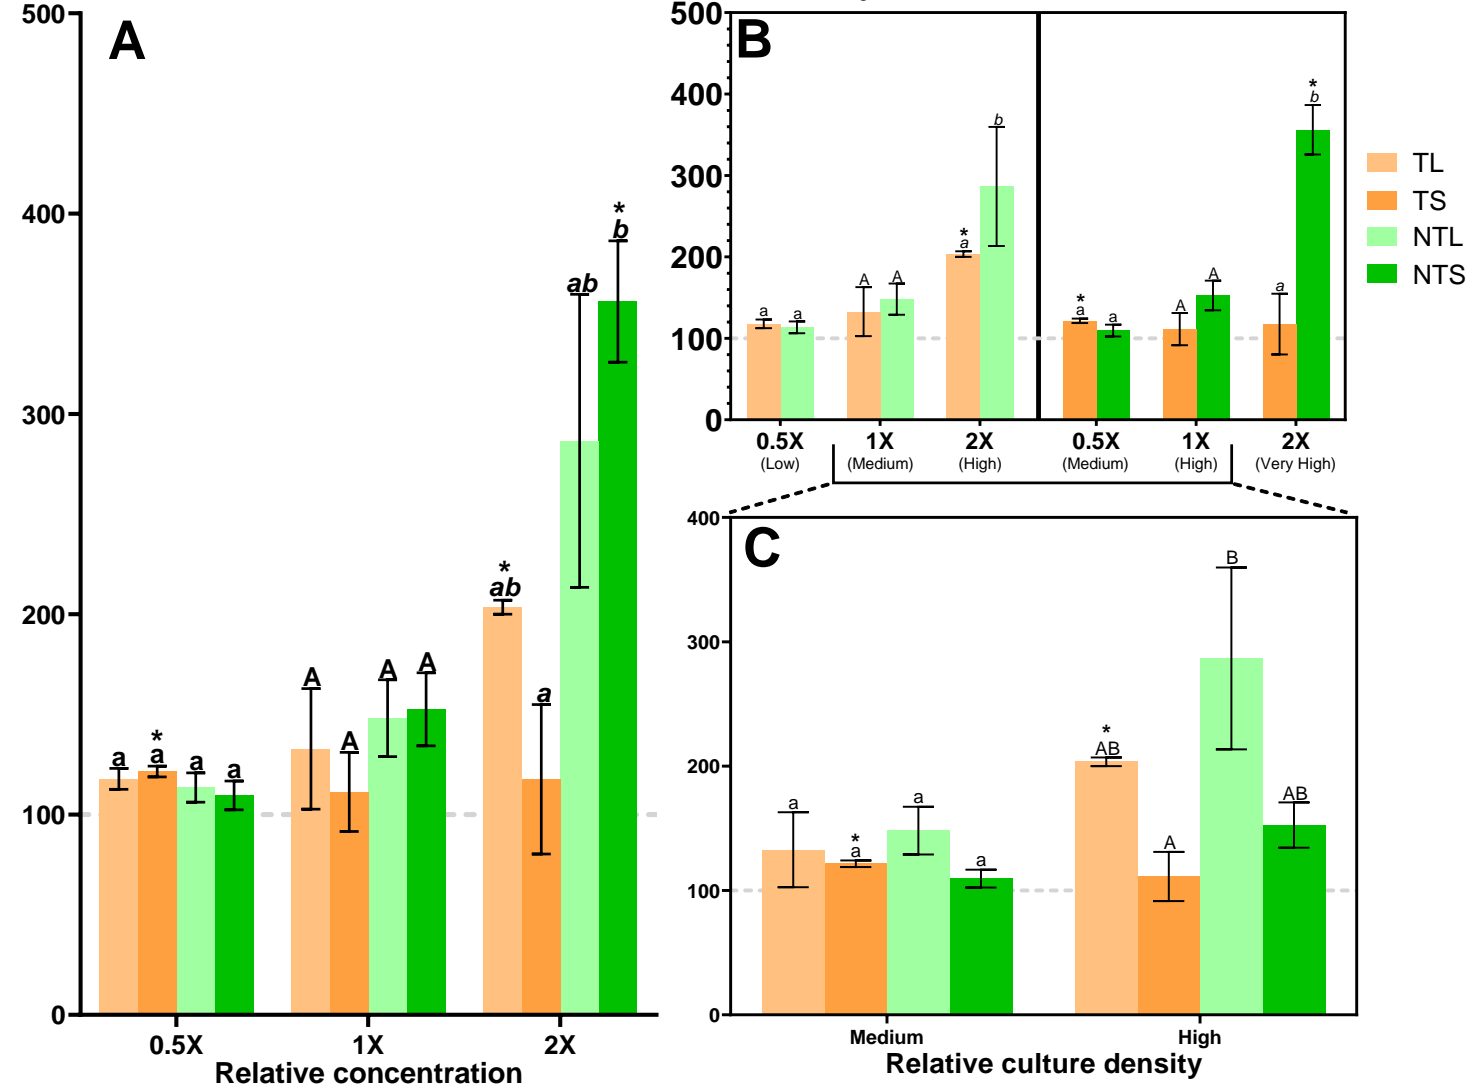 A
500
400
300
200
100
0
a
*
a
a
a
A
A
A
A
*
ab
a
ab
*
b
0.5X
1X
2X
Relative concentration
B
500
400
300
200
100
0
a
a
A
A
*
a
b
*
a
a
A
A
a
*
b
0.5X 1X 2X 0.5X 1X 2X
(Low) (Medium) (High) (Medium) (High) (Very High)
TL
TS
NTL
NTS
C
400
300
200
100
0
a
*
a
a
a
*
AB
A
B
AB
Medium High
Relative culture density